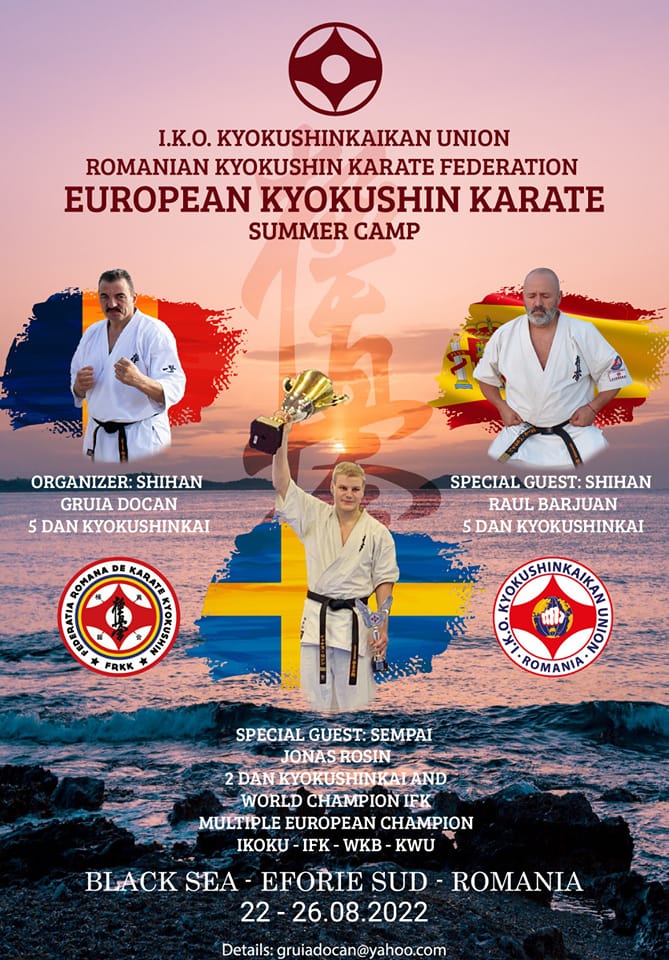 I.K.O. KYOKUSHINKAIKAN UNION
ROMANIAN KYOKUSHIN KARATE FEDERATION
EUROPEAN KYOKUSHIN KARATE
SUMMER CAMP
極真会
ORGANIZER: SHIHAN
GRUIA DOCAN
5 DAN KYOKUSHINKAI
SPECIAL GUEST: SHIHAN
RAUL BARJUAN
5 DAN KYOKUSHINKAI
FEDERATIA ROMANA DE KARATE KYOKUSHIN
★ FRKK ★
I.K.O. KYOKUSHINKAIKAN UNION
· ROMANIA ·
SPECIAL GUEST: SEMPAI
JONAS ROSIN
2 DAN KYOKUSHINKAI AND
WORLD CHAMPION IFK
MULTIPLE EUROPEAN CHAMPION
IKOKU - IFK - WKB - KWU
BLACK SEA - EFORIE SUD - ROMANIA
22 - 26.08.2022
Details: gruiadocan@yahoo.com